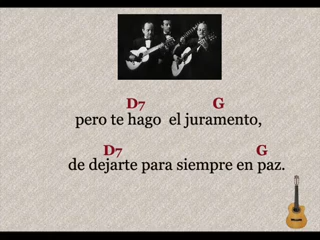 D7 G
pero te hago el juramento,
D7 G
de dejarte para siempre en paz.